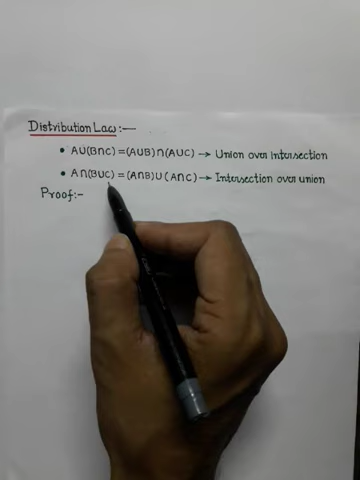 Distribution Law:—
• A∪(B∩C)=(A∪B)∩(A∪C) → Union over intersection
• A∩(B∪C)=(A∩B)∪(A∩C) → Intersection over union
Proof:-